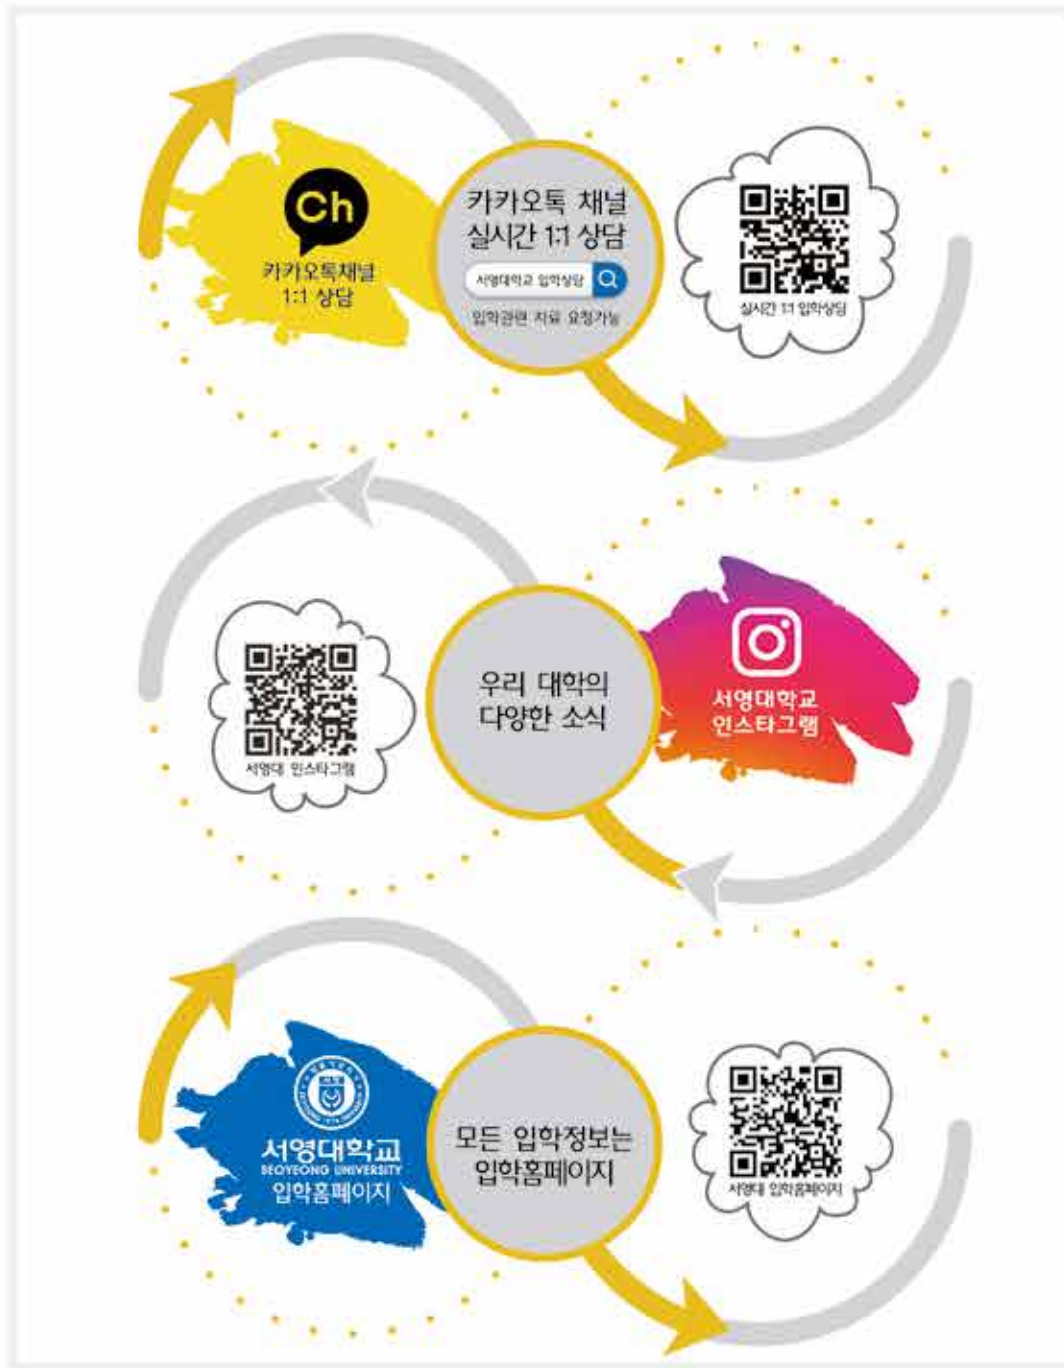 Ch
카카오톡채널
1:1 상담
카카오톡 채널
실시간 1:1 상담
서영대학교 입학상담
입학관련 자료 요청가능
실시간 1:1 입학상담
서영대 인스타그램
우리 대학의
다양한 소식
서영대학교
인스타그램
서영대학교
SEOYEONG UNIVERSITY
입학홈페이지
모든 입학정보는
입학홈페이지
서영대 입학홈페이지